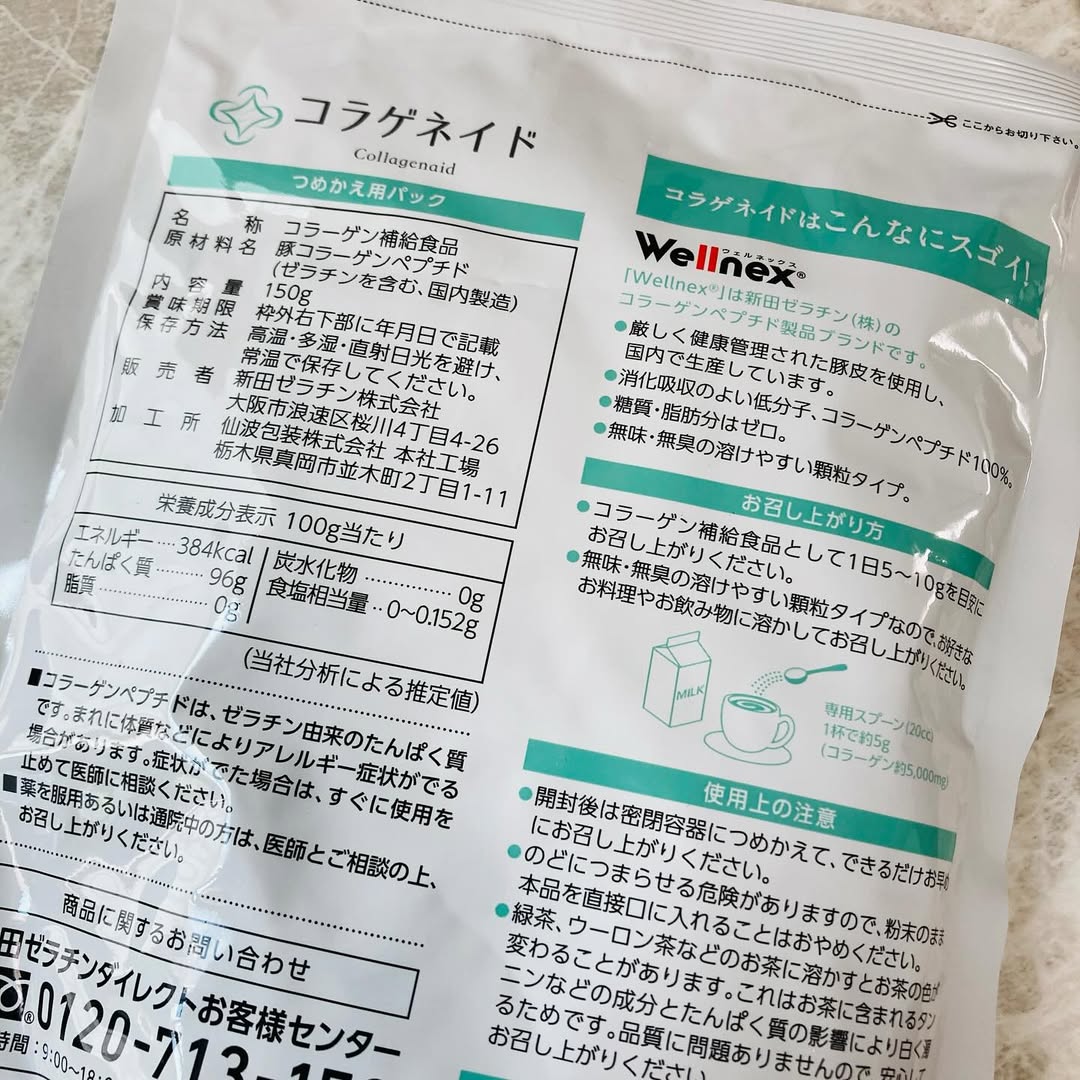 コラゲネイド
Collagenaid
つめかえ用パック
名称 コラーゲン補給食品
原材料名 豚コラーゲンペプチド
(ゼラチンを含む、国内製造)
内容量 150g
賞味期限 枠外右下部に年月日で記載
保存方法 高温・多湿・直射日光を避け、
常温で保存してください。
販売者 新田ゼラチン株式会社
大阪市浪速区桜川4丁目4-26
加工所 仙波包装株式会社 本社工場
栃木県真岡市並木町2丁目1-11
栄養成分表示 100g当たり
エネルギー‥‥384kcal
たんぱく質‥‥‥‥96g
脂質‥‥‥‥‥‥‥0g
炭水化物‥‥‥‥‥‥0g
食塩相当量‥0~0.152g
(当社分析による推定値)
■コラーゲンペプチドは、ゼラチン由来のたんぱく質
です。まれに体質などによりアレルギー症状がでる
場合があります。症状がでた場合は、すぐに使用を
止めて医師に相談ください。
■薬を服用あるいは通院中の方は、医師とご相談の上、
お召し上がりください。
商品に関するお問い合わせ
田ゼラチンダイレクトお客様センター
0120-713-15
時間:9:00~18:
ここからお切り下さい。
コラゲネイドはこんなにスゴイ!
ウェルネックス
Wellnex®
「Wellnex®」は新田ゼラチン(株)の
コラーゲンペプチド製品ブランドです。
●厳しく健康管理された豚皮を使用し、
国内で生産しています。
●消化吸収のよい低分子、コラーゲンペプチド100%。
●糖質・脂肪分はゼロ。
●無味・無臭の溶けやすい顆粒タイプ。
お召し上がり方
●コラーゲン補給食品として1日5~10gを目安に
お召し上がりください。
●無味・無臭の溶けやすい顆粒タイプなので、お好きな
お料理やお飲み物に溶かしてお召し上がりください。
MILK
専用スプーン(20cc)
1杯で約5g
(コラーゲン約5,000mg)
使用上の注意
●開封後は密閉容器につめかえて、できるだけお早め
にお召し上がりください。
●のどにつまらせる危険がありますので、粉末のまま
本品を直接口に入れることはおやめください。
●緑茶、ウーロン茶などのお茶に溶かすとお茶の色が
変わることがあります。これはお茶に含まれるタン
ニンなどの成分とたんぱく質の影響により白く濁
るためです。品質に問題ありませんので、安心して
お召し上がりください。